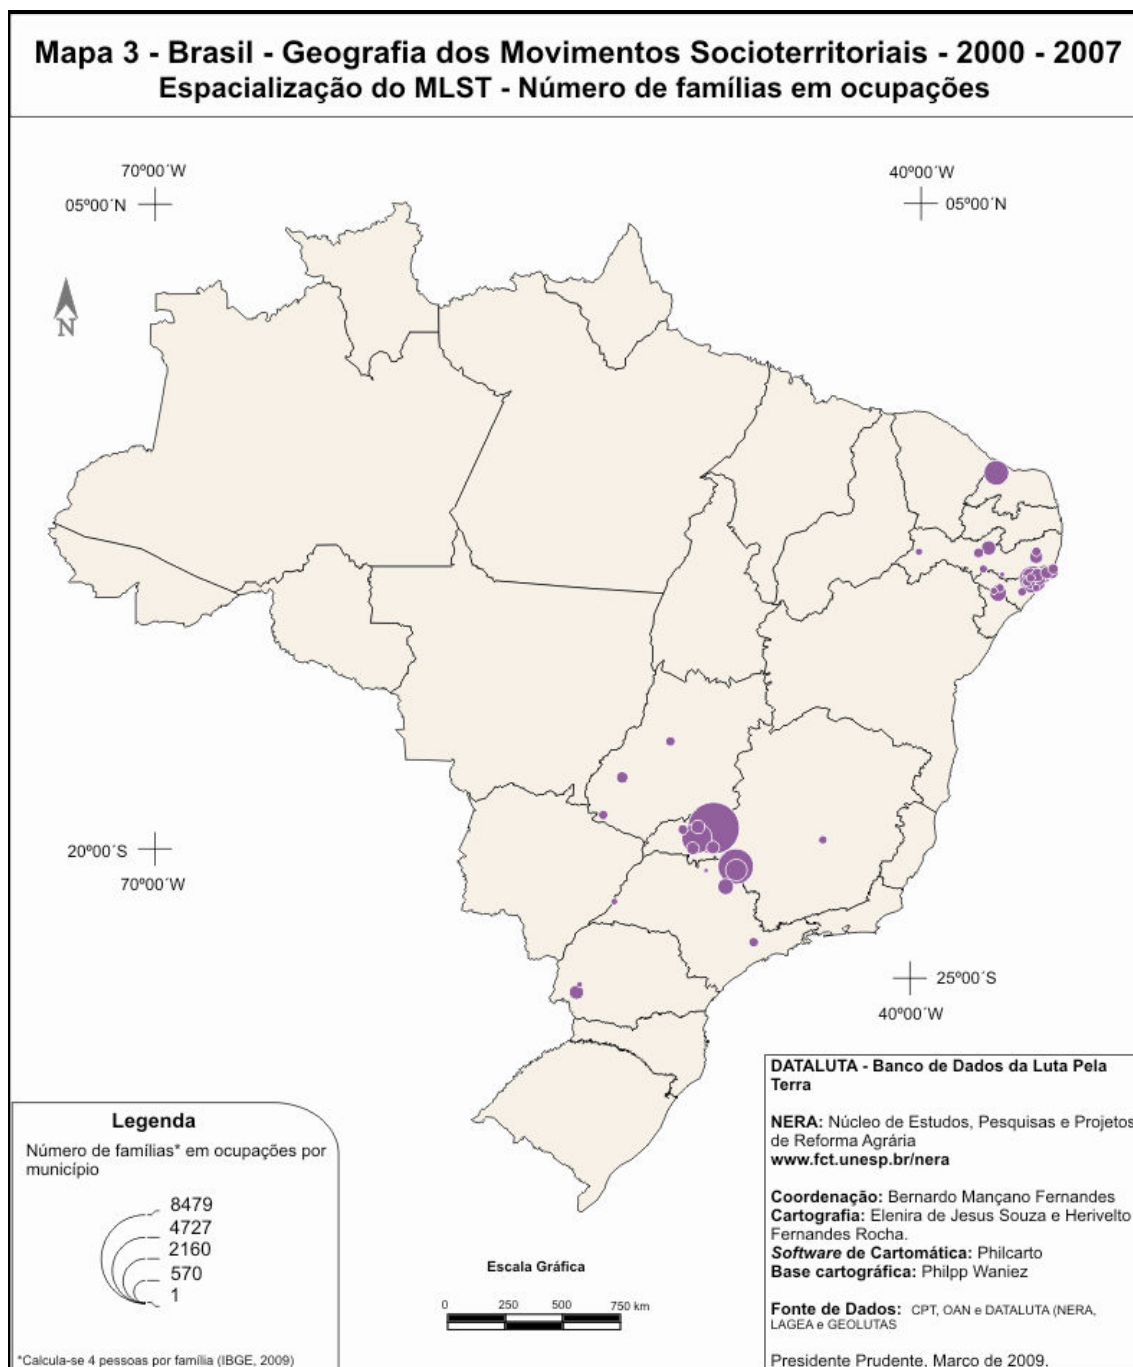 Mapa 3 - Brasil - Geografia dos Movimentos Socioterritoriais - 2000 - 2007
Espacialização do MLST - Número de famílias em ocupações
70º00´W
05º00´N
40º00´W
05º00´N
N
20º00´S
70º00´W
25º00´S
40º00´W
Legenda
Número de famílias* em ocupações por
município
8479
4727
2160
570
1
*Calcula-se 4 pessoas por família (IBGE, 2009)
Escala Gráfica
0 250 500 750 km
DATALUTA - Banco de Dados da Luta Pela
Terra
NERA: Núcleo de Estudos, Pesquisas e Projetos
de Reforma Agrária
www.fct.unesp.br/nera
Coordenação: Bernardo Mançano Fernandes
Cartografia: Elenira de Jesus Souza e Herivelto
Fernandes Rocha.
Software de Cartomática: Philcarto
Base cartográfica: Philpp Waniez
Fonte de Dados: CPT, OAN e DATALUTA (NERA,
LAGEA e GEOLUTAS
Presidente Prudente, Março de 2009.